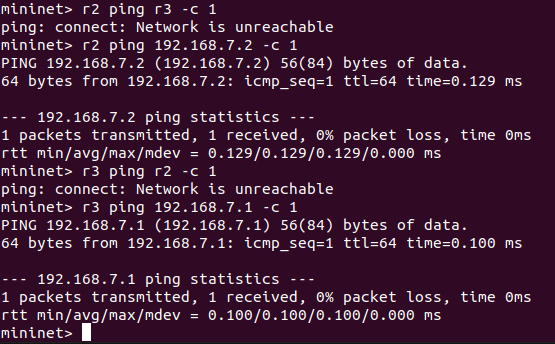 mininet> r2 ping r3 -c 1
ping: connect: Network is unreachable
mininet> r2 ping 192.168.7.2 -c 1
PING 192.168.7.2 (192.168.7.2) 56(84) bytes of data.
64 bytes from 192.168.7.2: icmp_seq=1 ttl=64 time=0.129 ms

--- 192.168.7.2 ping statistics ---
1 packets transmitted, 1 received, 0% packet loss, time 0ms
rtt min/avg/max/mdev = 0.129/0.129/0.129/0.000 ms
mininet> r3 ping r2 -c 1
ping: connect: Network is unreachable
mininet> r3 ping 192.168.7.1 -c 1
PING 192.168.7.1 (192.168.7.1) 56(84) bytes of data.
64 bytes from 192.168.7.1: icmp_seq=1 ttl=64 time=0.100 ms

--- 192.168.7.1 ping statistics ---
1 packets transmitted, 1 received, 0% packet loss, time 0ms
rtt min/avg/max/mdev = 0.100/0.100/0.100/0.000 ms
mininet>